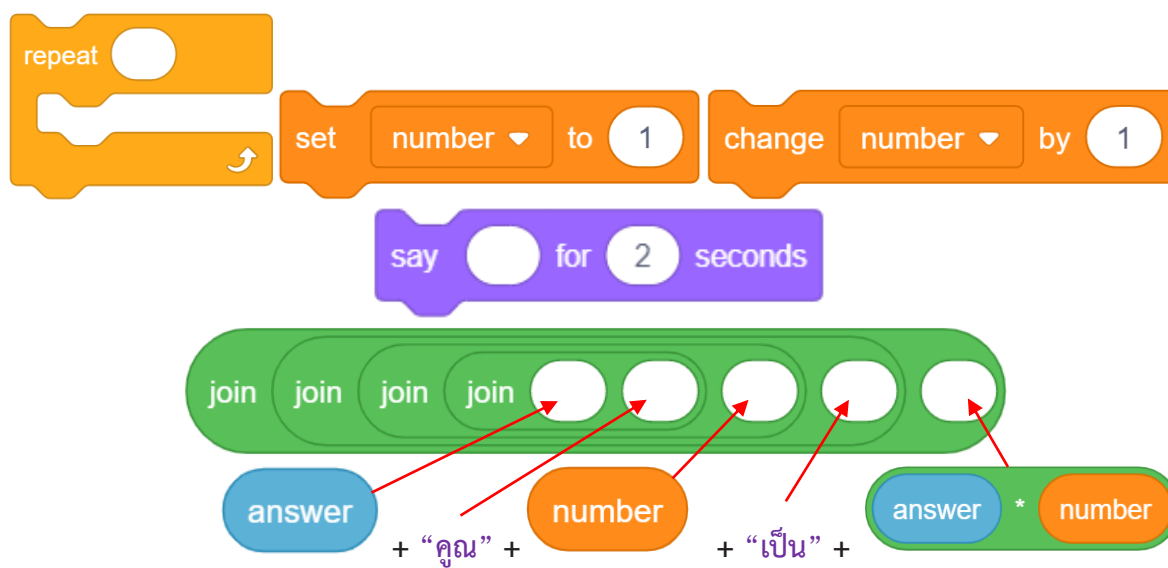 repeat
set number to 1
change number by 1
say for 2 seconds
join join join join
answer + “คูณ” + number + “เป็น” + answer * number